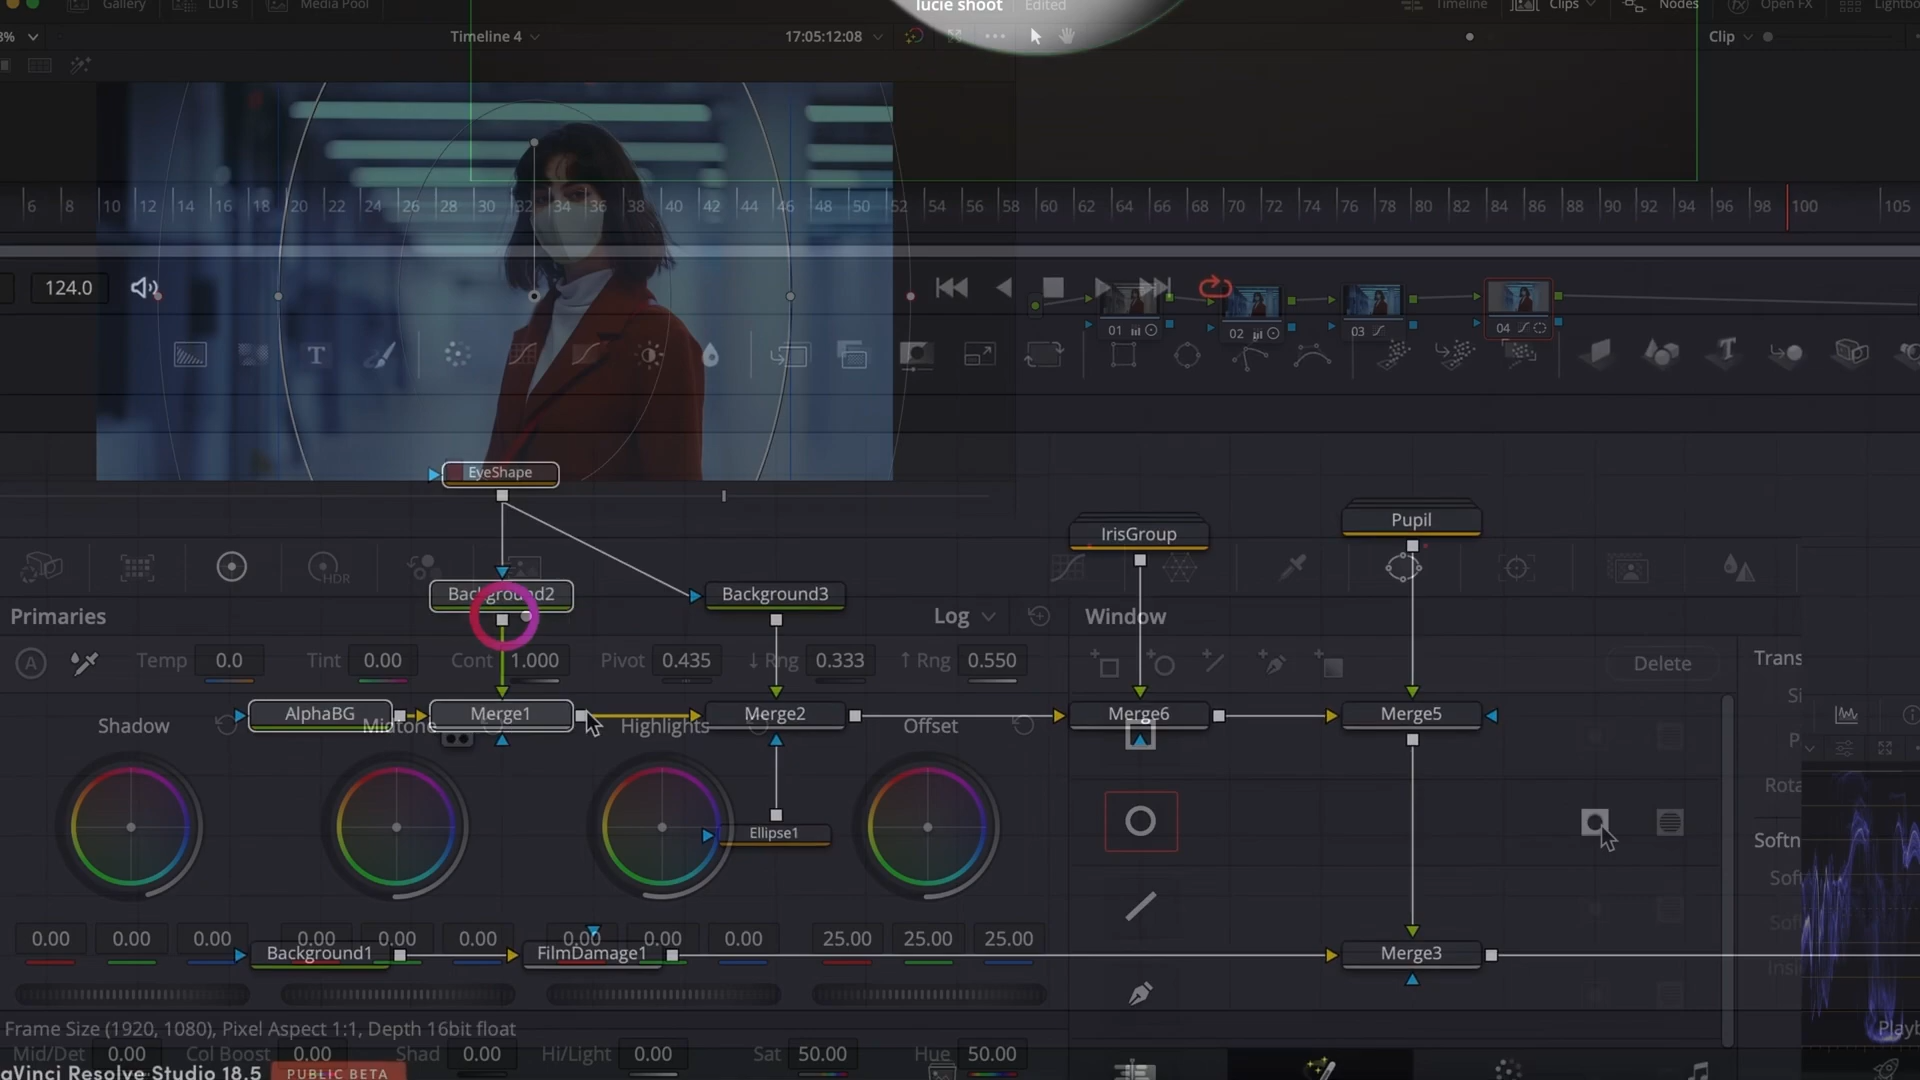 Gallery LUTs Media Pool lucie shoot Edited Timeline Clips Nodes Open FX Lightbo
3% Timeline 4 17:05:12:08 Clip
6 8 10 12 14 16 18 20 22 24 26 28 30 32 34 36 38 40 42 44 46 48 50 52 54 56 58 60 62 64 66 68 70 72 74 76 78 80 82 84 86 88 90 92 94 96 98 100 105
124.0
01 02 03 04
T T
EyeShape
IrisGroup Pupil
HDR
Background2 Background3
Primaries Log Window
A Temp 0.0 Tint 0.00 Cont 1.000 Pivot 0.435 ↓ Rng 0.333 ↑ Rng 0.550 Delete Trans
Si
AlphaBG Merge1 Merge2 Merge6 Merge5
Shadow Midtone Highlights Offset
P
Rota
Ellipse1
Softn
Sof
Sof
0.00 0.00 0.00 0.00 0.00 0.00 0.00 0.00 0.00 25.00 25.00 25.00
Background1 FilmDamage1 Merge3
Insi
Frame Size (1920, 1080), Pixel Aspect 1:1, Depth 16bit float Playb
Mid/Det 0.00 Col Boost 0.00 Shad 0.00 Hi/Light 0.00 Sat 50.00 Hue 50.00
aVinci Resolve Studio 18.5 PUBLIC BETA